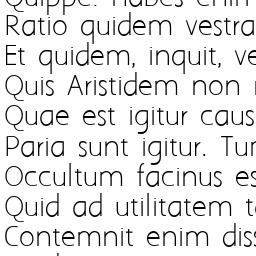 Quippe: habes enim
Ratio quidem vestra
Et quidem, inquit, ve
Quis Aristidem non
Quae est igitur caus
Paria sunt igitur. Tu
Occultum facinus es
Quid ad utilitatem t
Contemnit enim diss